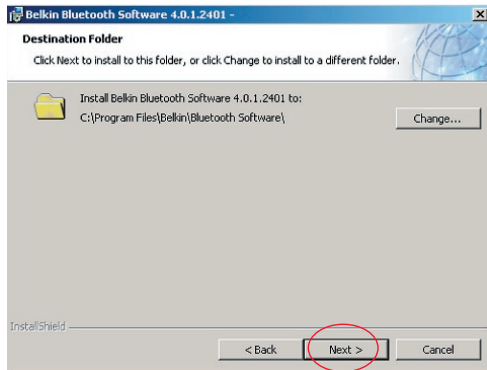 Belkin Bluetooth Software 4.0.1.2401 -
Destination Folder
Click Next to install to this folder, or click Change to install to a different folder.
Install Belkin Bluetooth Software 4.0.1.2401 to:
C:\Program Files\Belkin\Bluetooth Software\
Change...
InstallShield
< Back Next > Cancel